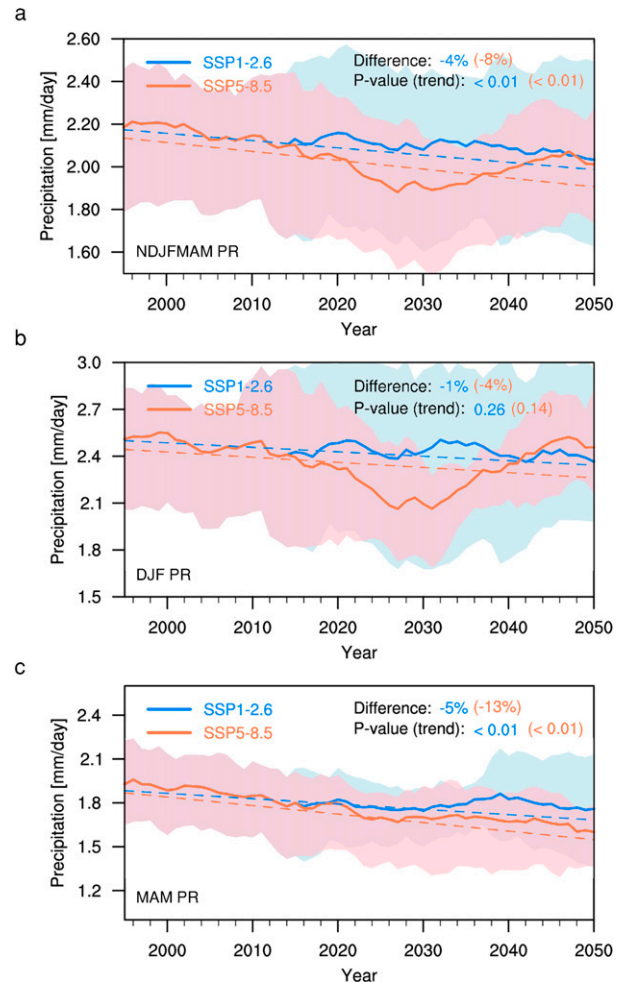 a
2.60
2.40
2.20
2.00
1.80
1.60
Precipitation [mm/day]
SSP1-2.6
SSP5-8.5
Difference: -4% (-8%)
P-value (trend): < 0.01 (< 0.01)
NDJFMAM PR
2000 2010 2020 2030 2040 2050
Year
b
3.0
2.7
2.4
2.1
1.8
1.5
Precipitation [mm/day]
SSP1-2.6
SSP5-8.5
Difference: -1% (-4%)
P-value (trend): 0.26 (0.14)
DJF PR
2000 2010 2020 2030 2040 2050
Year
c
2.4
2.1
1.8
1.5
1.2
Precipitation [mm/day]
SSP1-2.6
SSP5-8.5
Difference: -5% (-13%)
P-value (trend): < 0.01 (< 0.01)
MAM PR
2000 2010 2020 2030 2040 2050
Year